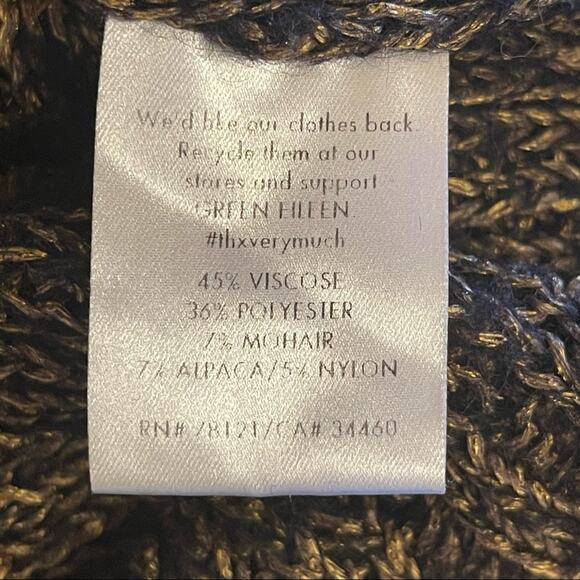 We'd like our clothes back.
Recycle them at our
stores and support
GREEN EILEEN.
#thxverymuch
45% VISCOSE
36% POLYESTER
7% MOHAIR
7% ALPACA/5% NYLON
RN# 78121/CA# 34460